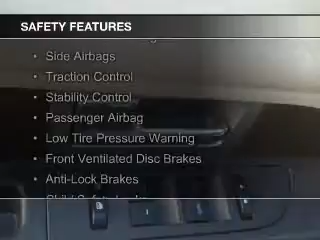 SAFETY FEATURES
• Side Airbags
• Traction Control
• Stability Control
• Passenger Airbag
• Low Tire Pressure Warning
• Front Ventilated Disc Brakes
• Anti-Lock Brakes